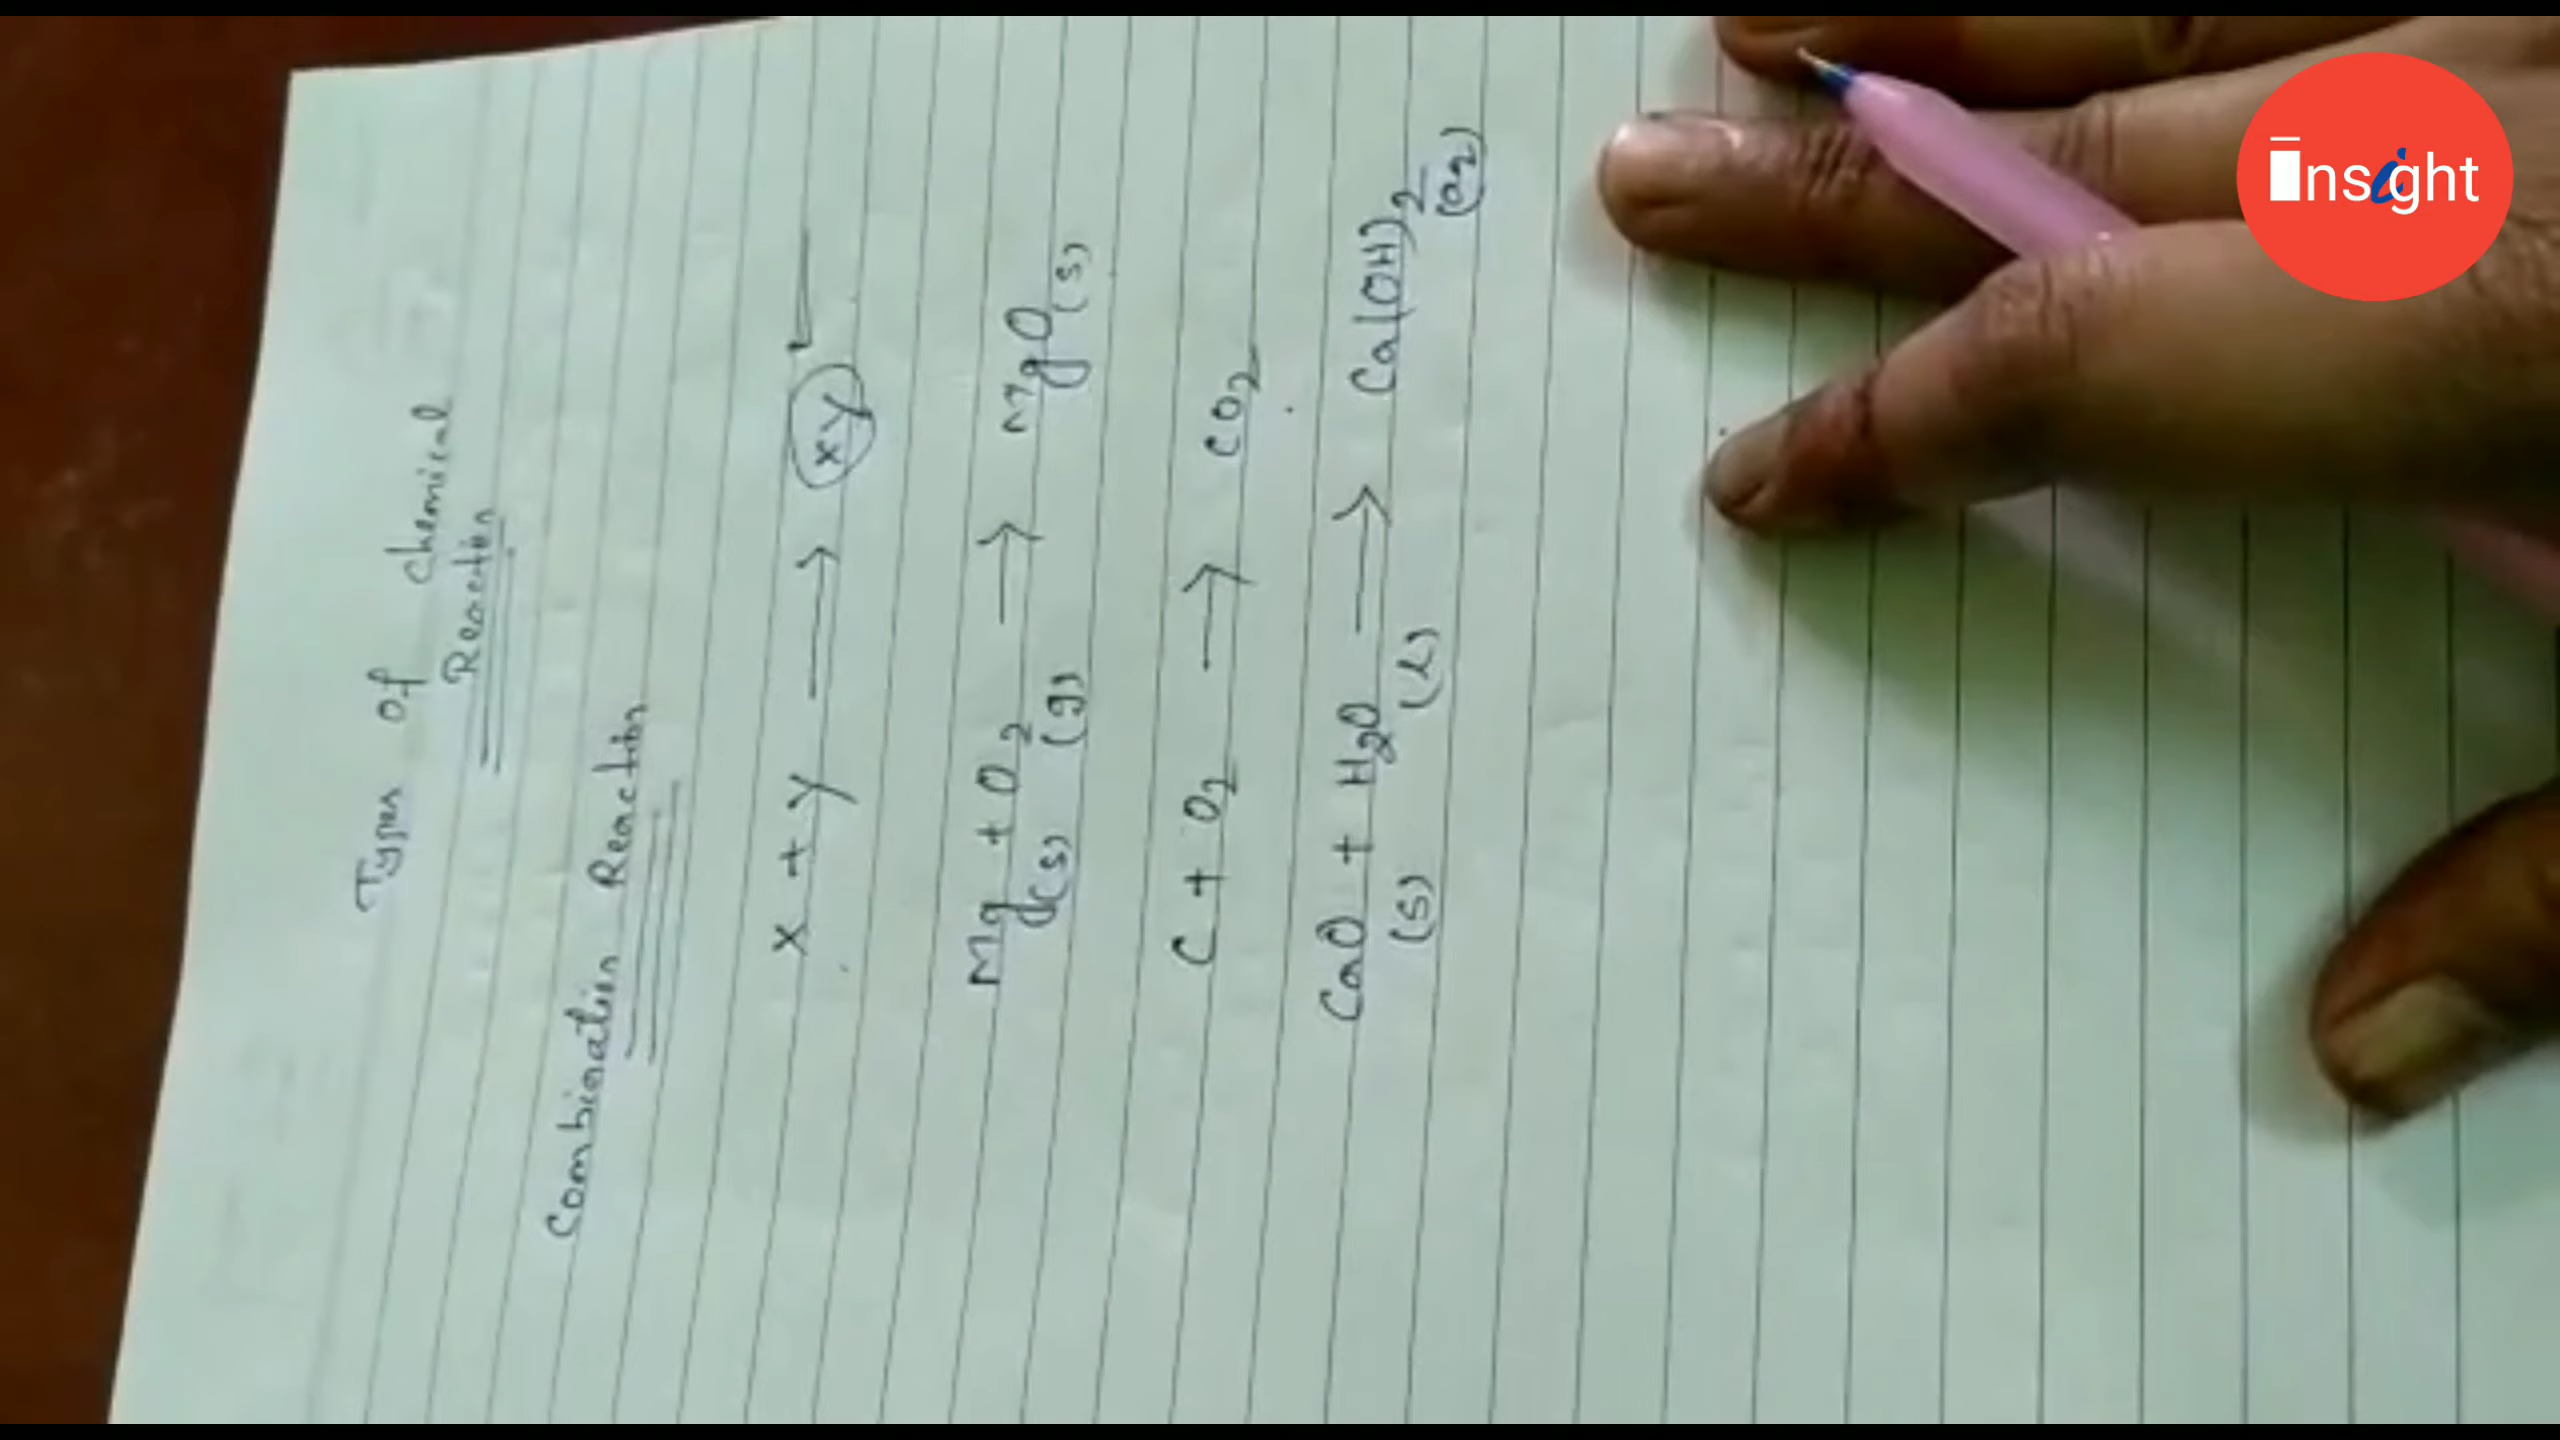 Types of Chemical
Reaction
Combination Reaction
X + Y → XY
Mg(s) + O2 (g) → MgO(s)
C + O2 → CO2
CaO (s) + H2O (l) → Ca(OH)2 (aq)
Insight